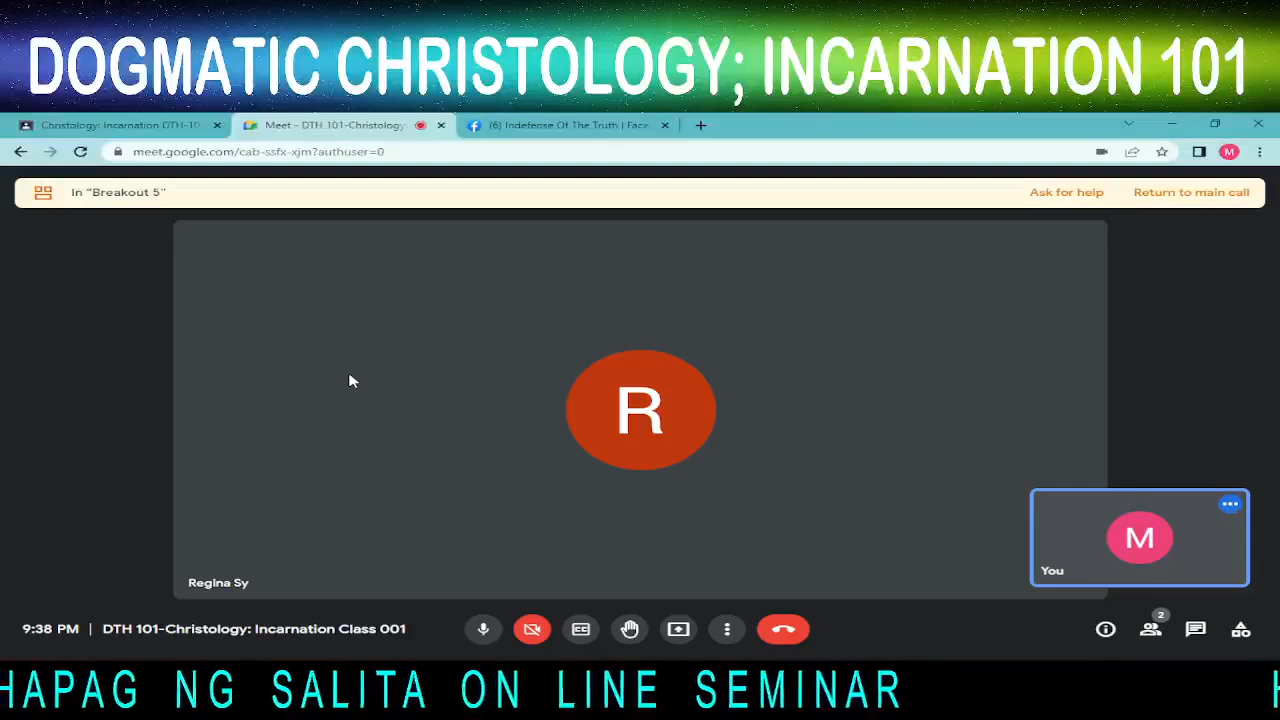 DOGMATIC CHRISTOLOGY; INCARNATION 101
Christology: Incarnation DTH-10
Meet – DTH 101-Christology:
(6) Indefense Of The Truth | Face
meet.google.com/cab-ssfx-xjm?authuser=0
M
In "Breakout 5"
Ask for help
Return to main call
R
Regina Sy
M
You
2
9:38 PM | DTH 101-Christology: Incarnation Class 001
CC
HAPAG NG SALITA ON LINE SEMINAR